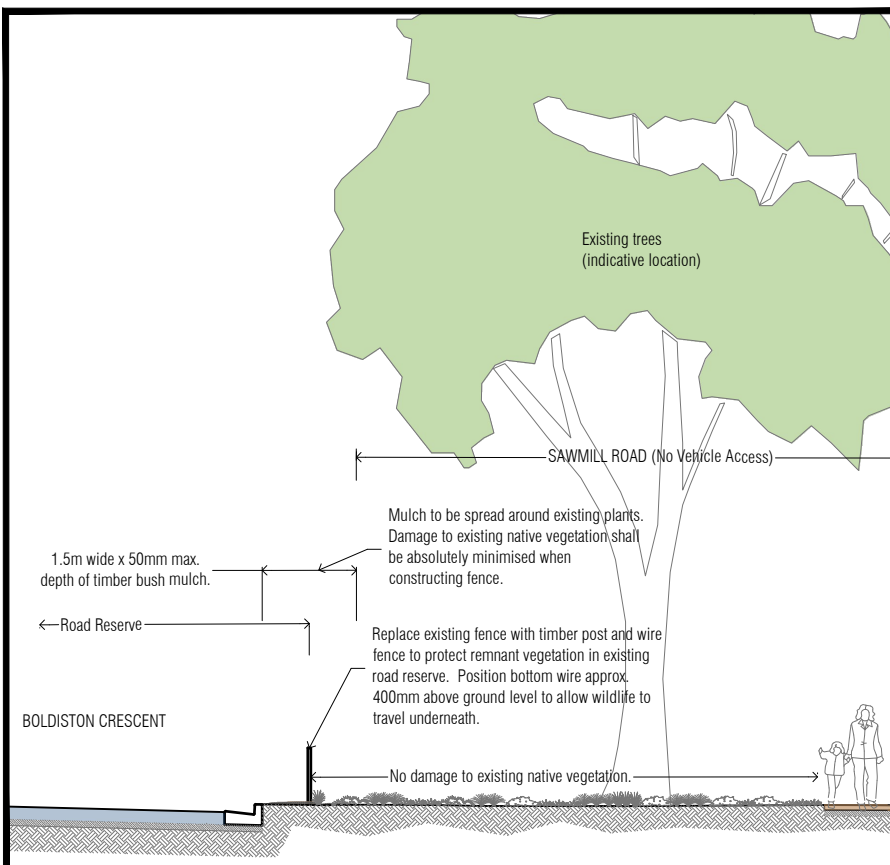 Existing trees
(indicative location)
SAWMILL ROAD (No Vehicle Access)
Mulch to be spread around existing plants.
Damage to existing native vegetation shall
be absolutely minimised when
constructing fence.
1.5m wide x 50mm max.
depth of timber bush mulch.
Road Reserve
Replace existing fence with timber post and wire
fence to protect remnant vegetation in existing
road reserve. Position bottom wire approx.
400mm above ground level to allow wildlife to
travel underneath.
BOLDISTON CRESCENT
No damage to existing native vegetation.